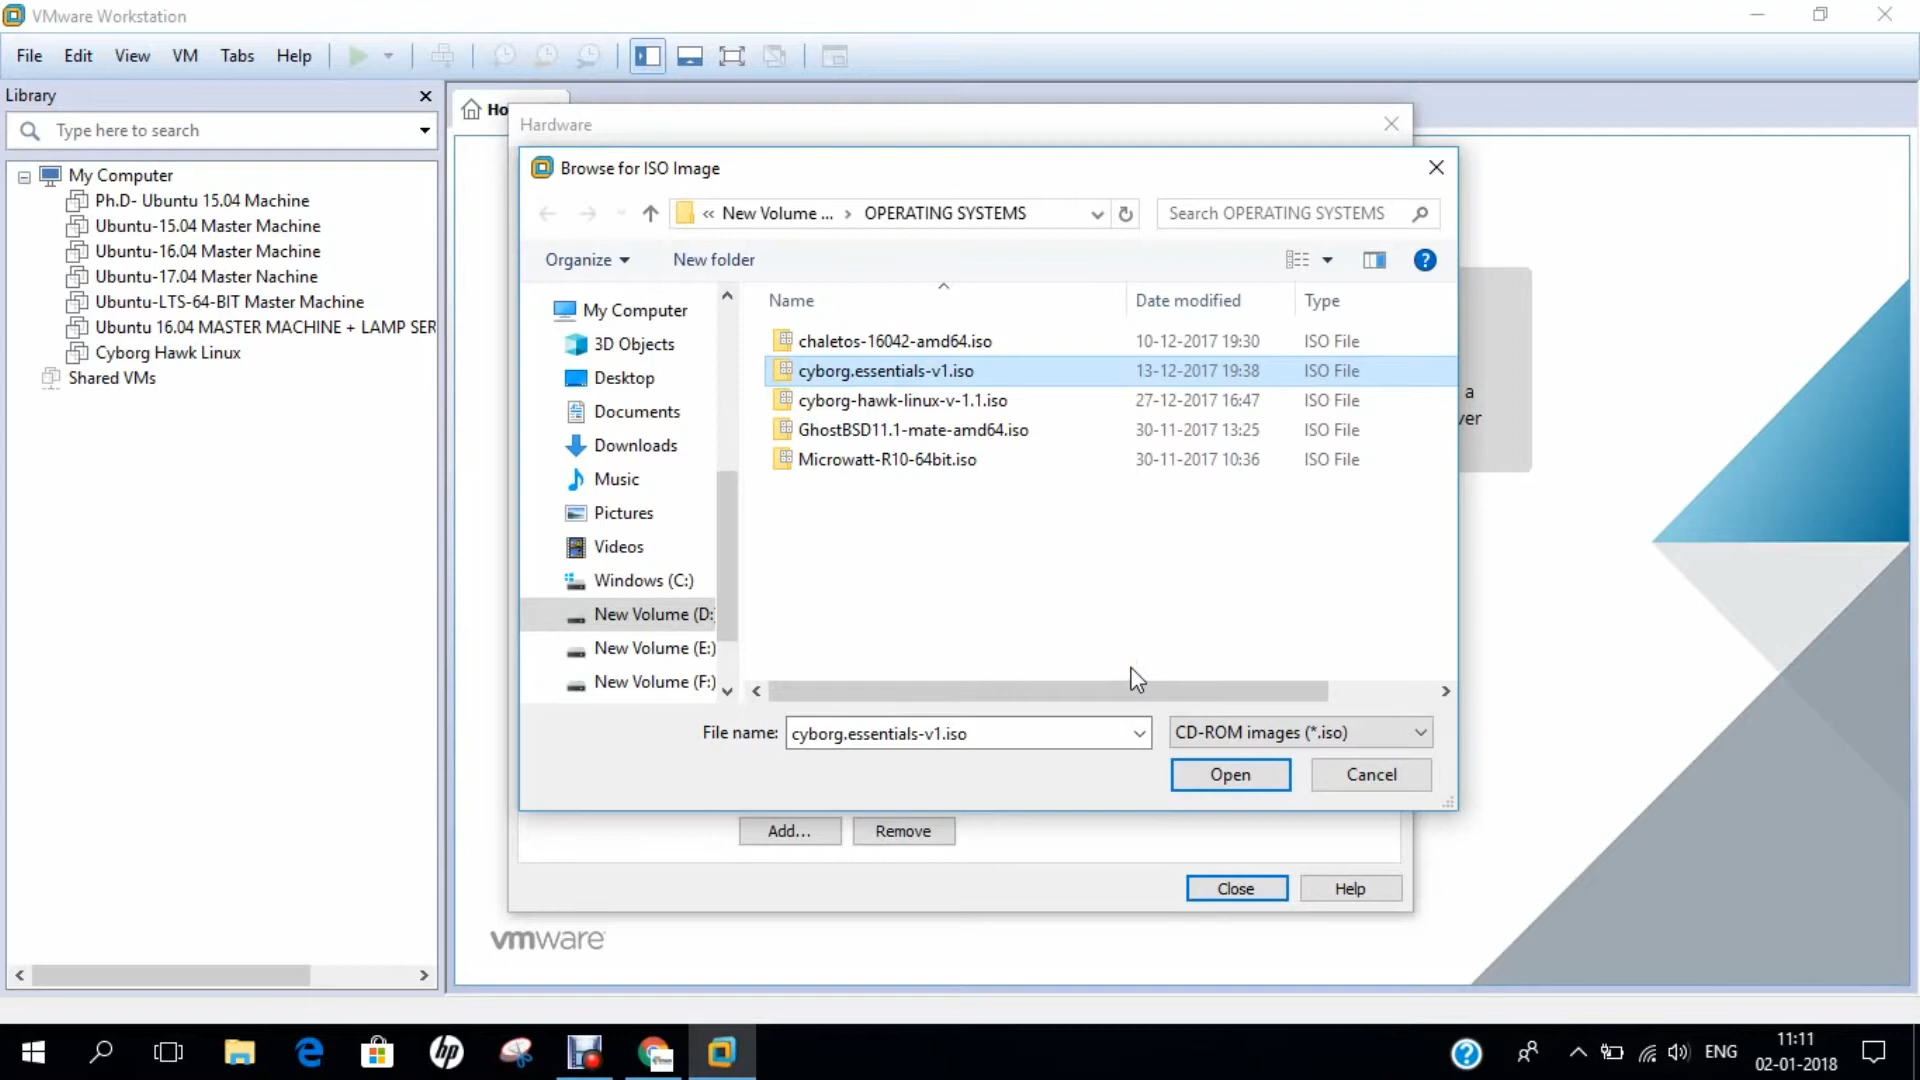 VMware Workstation
File Edit View VM Tabs Help
Library
Type here to search
My Computer
Ph.D- Ubuntu 15.04 Machine
Ubuntu-15.04 Master Machine
Ubuntu-16.04 Master Machine
Ubuntu-17.04 Master Nachine
Ubuntu-LTS-64-BIT Master Machine
Ubuntu 16.04 MASTER MACHINE + LAMP SER
Cyborg Hawk Linux
Shared VMs
Ho
Hardware
Browse for ISO Image
« New Volume ... › OPERATING SYSTEMS
Search OPERATING SYSTEMS
Organize
New folder
My Computer
3D Objects
Desktop
Documents
Downloads
Music
Pictures
Videos
Windows (C:)
New Volume (D:
New Volume (E:)
New Volume (F:)
Name Date modified Type
chaletos-16042-amd64.iso 10-12-2017 19:30 ISO File
cyborg.essentials-v1.iso 13-12-2017 19:38 ISO File
cyborg-hawk-linux-v-1.1.iso 27-12-2017 16:47 ISO File
GhostBSD11.1-mate-amd64.iso 30-11-2017 13:25 ISO File
Microwatt-R10-64bit.iso 30-11-2017 10:36 ISO File
File name: cyborg.essentials-v1.iso CD-ROM images (*.iso)
Open Cancel
a
ver
Add... Remove
Close Help
vmware
hp
ENG
11:11
02-01-2018